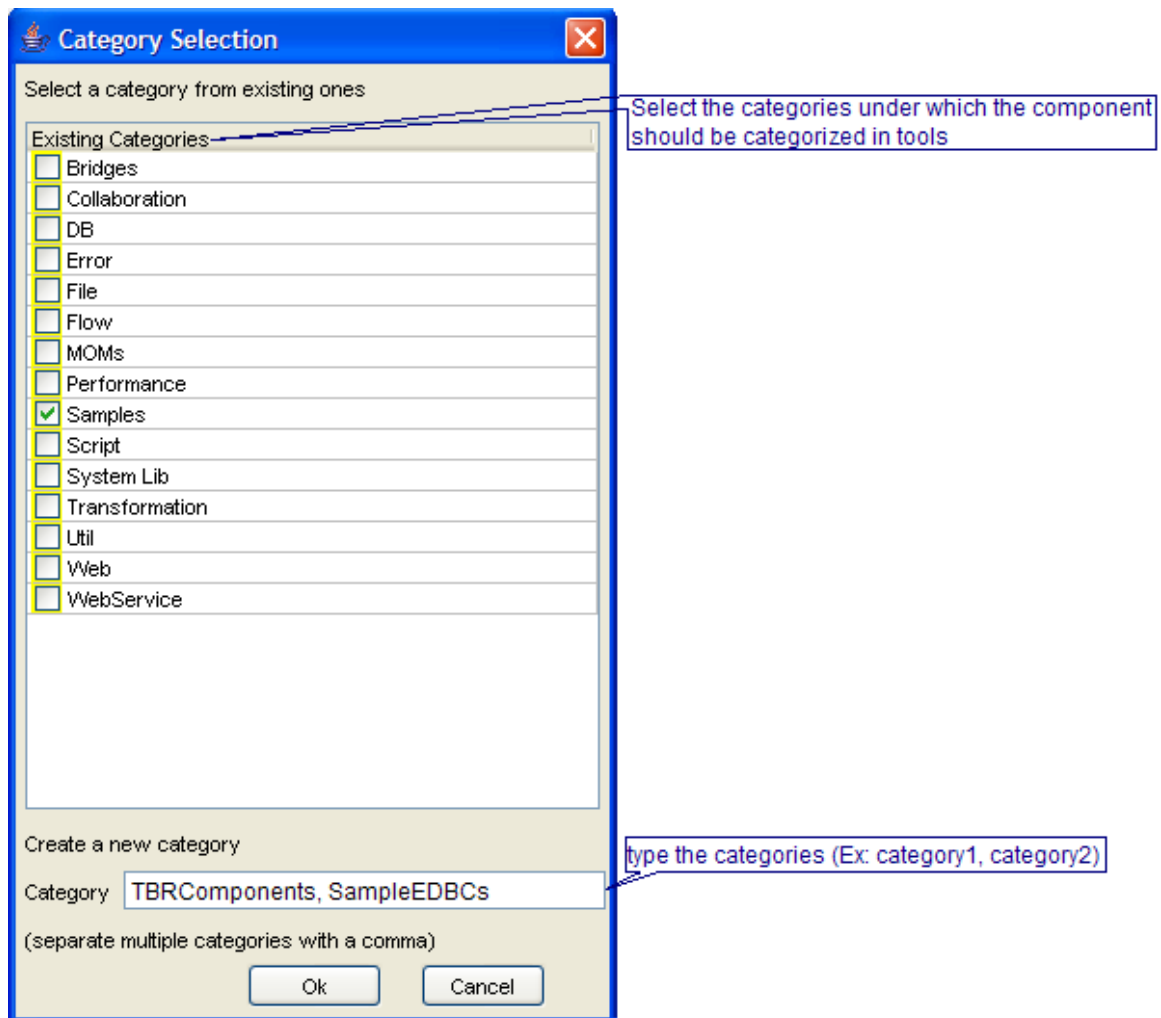 Category Selection
Select a category from existing ones
Select the categories under which the component
should be categorized in tools
Existing Categories
Bridges
Collaboration
DB
Error
File
Flow
MOMs
Performance
Samples
Script
System Lib
Transformation
Util
Web
WebService
Create a new category
type the categories (Ex: category1, category2)
Category TBRComponents, SampleEDBCs
(separate multiple categories with a comma)
Ok Cancel